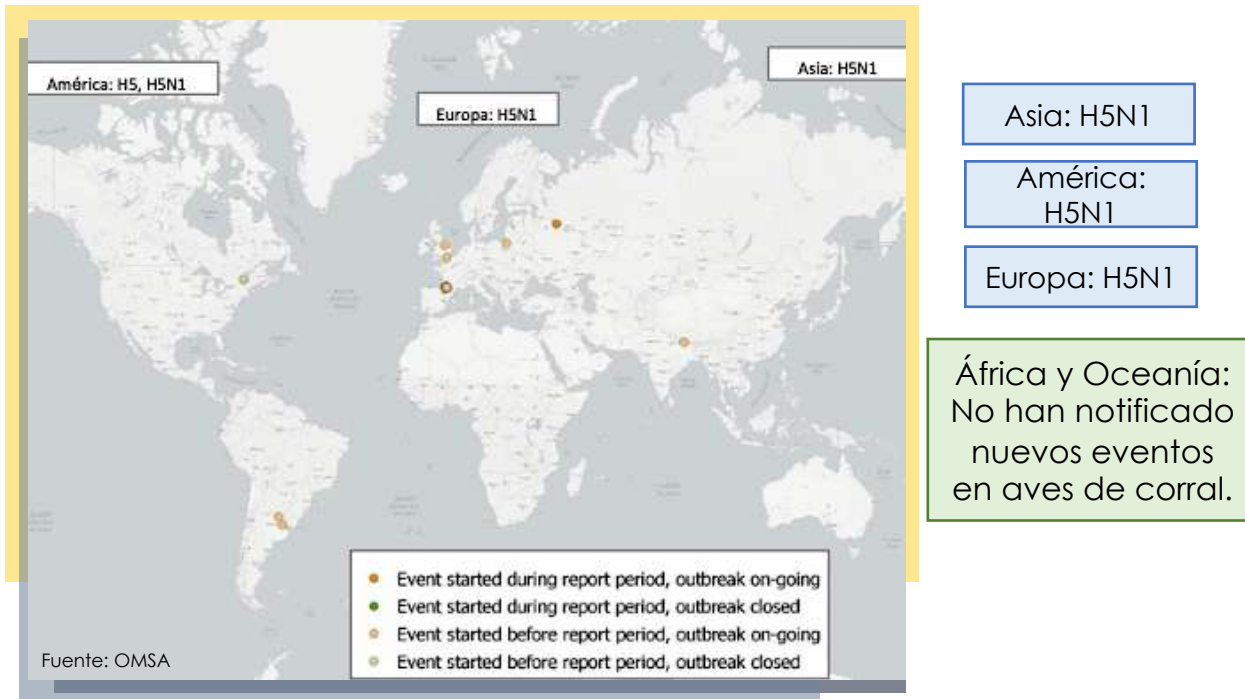 América: H5, H5N1
Europa: H5N1
Asia: H5N1
Event started during report period, outbreak on-going
Event started during report period, outbreak closed
Event started before report period, outbreak on-going
Event started before report period, outbreak closed
Fuente: OMSA
Asia: H5N1
América:
H5N1
Europa: H5N1
África y Oceanía:
No han notificado
nuevos eventos
en aves de corral.